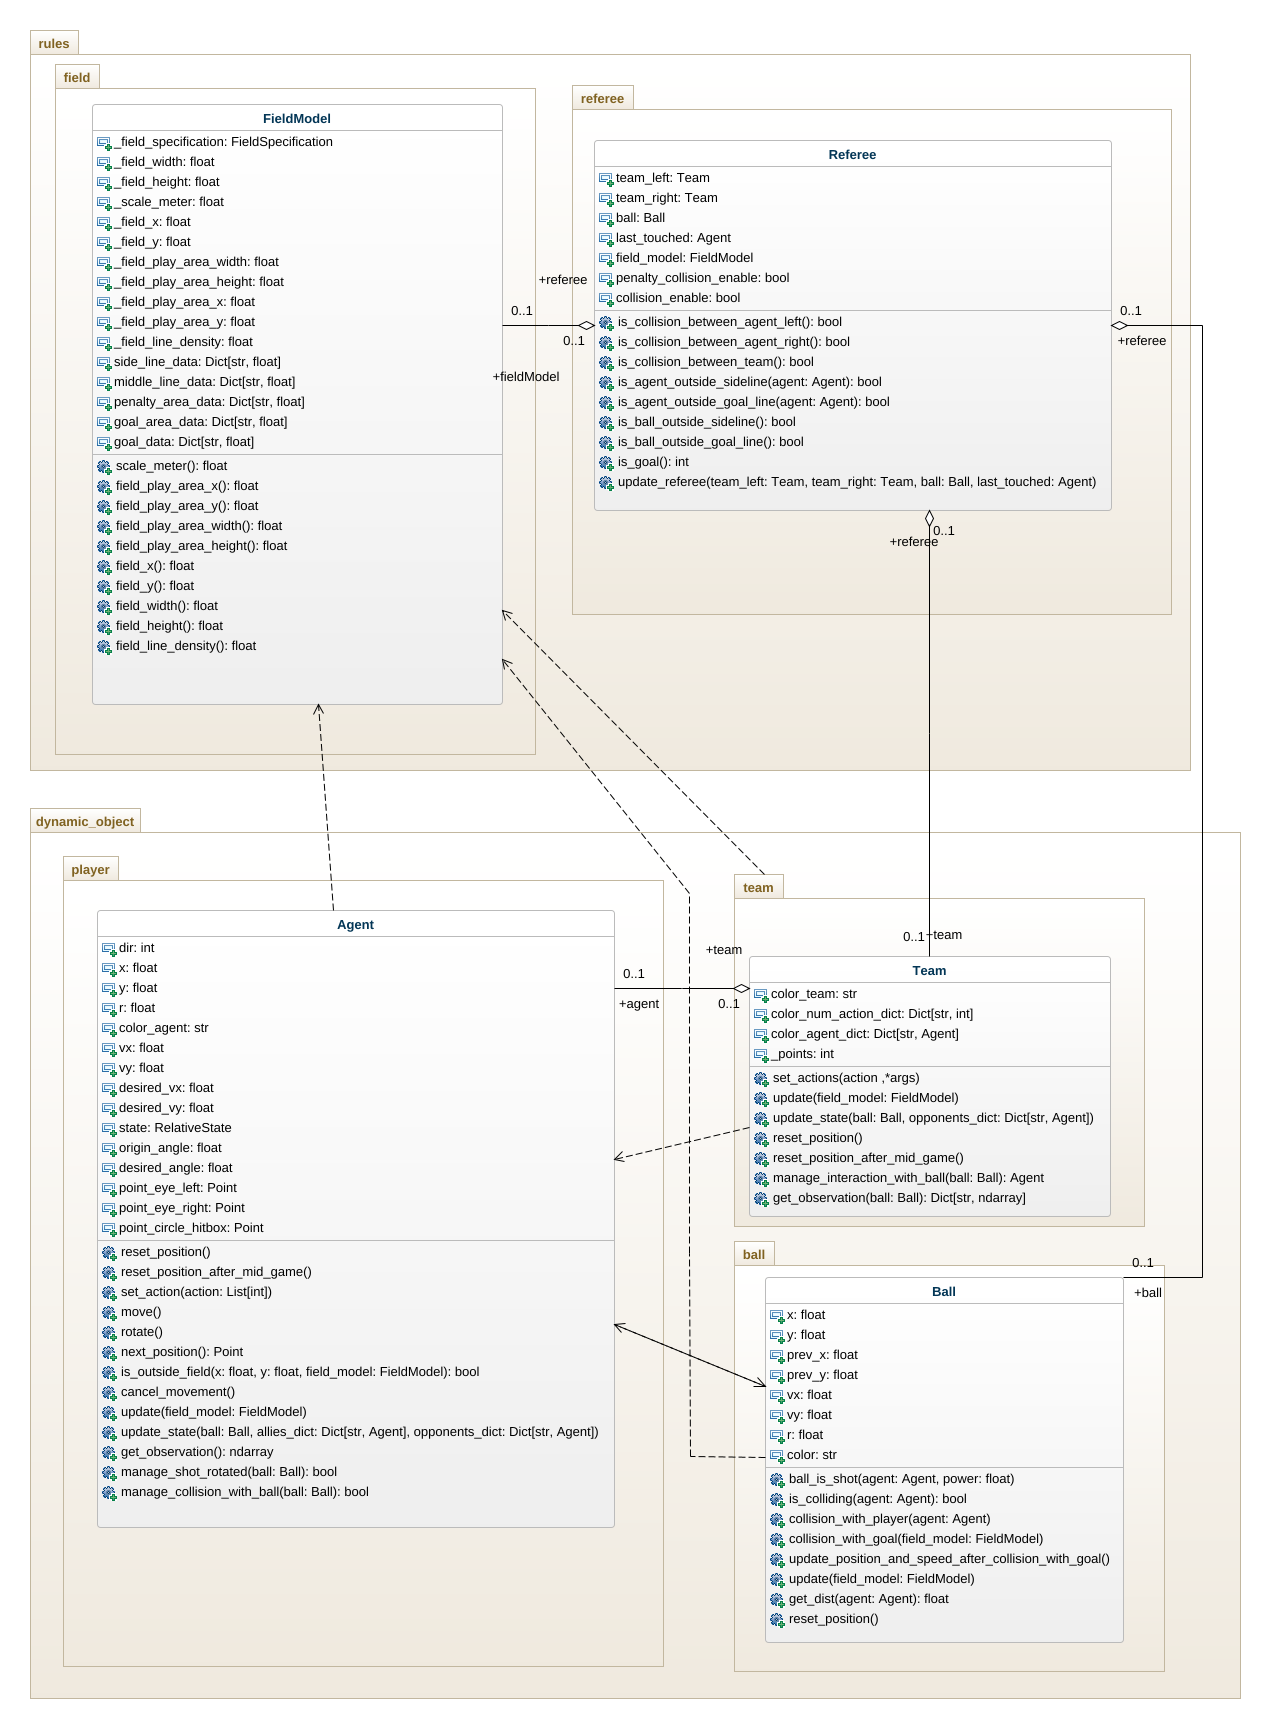 rules
field
FieldModel
_field_specification: FieldSpecification
_field_width: float
_field_height: float
_scale_meter: float
_field_x: float
_field_y: float
_field_play_area_width: float
_field_play_area_height: float
_field_play_area_x: float
_field_play_area_y: float
_field_line_density: float
side_line_data: Dict[str, float]
middle_line_data: Dict[str, float]
penalty_area_data: Dict[str, float]
goal_area_data: Dict[str, float]
goal_data: Dict[str, float]
scale_meter(): float
field_play_area_x(): float
field_play_area_y(): float
field_play_area_width(): float
field_play_area_height(): float
field_x(): float
field_y(): float
field_width(): float
field_height(): float
field_line_density(): float
+referee
0..1
0..1
+fieldModel
referee
Referee
team_left: Team
team_right: Team
ball: Ball
last_touched: Agent
field_model: FieldModel
penalty_collision_enable: bool
collision_enable: bool
is_collision_between_agent_left(): bool
is_collision_between_agent_right(): bool
is_collision_between_team(): bool
is_agent_outside_sideline(agent: Agent): bool
is_agent_outside_goal_line(agent: Agent): bool
is_ball_outside_sideline(): bool
is_ball_outside_goal_line(): bool
is_goal(): int
update_referee(team_left: Team, team_right: Team, ball: Ball, last_touched: Agent)
0..1
+referee
0..1
+referee
dynamic_object
player
Agent
dir: int
x: float
y: float
r: float
color_agent: str
vx: float
vy: float
desired_vx: float
desired_vy: float
state: RelativeState
origin_angle: float
desired_angle: float
point_eye_left: Point
point_eye_right: Point
point_circle_hitbox: Point
reset_position()
reset_position_after_mid_game()
set_action(action: List[int])
move()
rotate()
next_position(): Point
is_outside_field(x: float, y: float, field_model: FieldModel): bool
cancel_movement()
update(field_model: FieldModel)
update_state(ball: Ball, allies_dict: Dict[str, Agent], opponents_dict: Dict[str, Agent])
get_observation(): ndarray
manage_shot_rotated(ball: Ball): bool
manage_collision_with_ball(ball: Ball): bool
+team
0..1
+agent
0..1
team
0..1
+team
Team
color_team: str
color_num_action_dict: Dict[str, int]
color_agent_dict: Dict[str, Agent]
_points: int
set_actions(action ,*args)
update(field_model: FieldModel)
update_state(ball: Ball, opponents_dict: Dict[str, Agent])
reset_position()
reset_position_after_mid_game()
manage_interaction_with_ball(ball: Ball): Agent
get_observation(ball: Ball): Dict[str, ndarray]
ball
0..1
+ball
Ball
x: float
y: float
prev_x: float
prev_y: float
vx: float
vy: float
r: float
color: str
ball_is_shot(agent: Agent, power: float)
is_colliding(agent: Agent): bool
collision_with_player(agent: Agent)
collision_with_goal(field_model: FieldModel)
update_position_and_speed_after_collision_with_goal()
update(field_model: FieldModel)
get_dist(agent: Agent): float
reset_position()